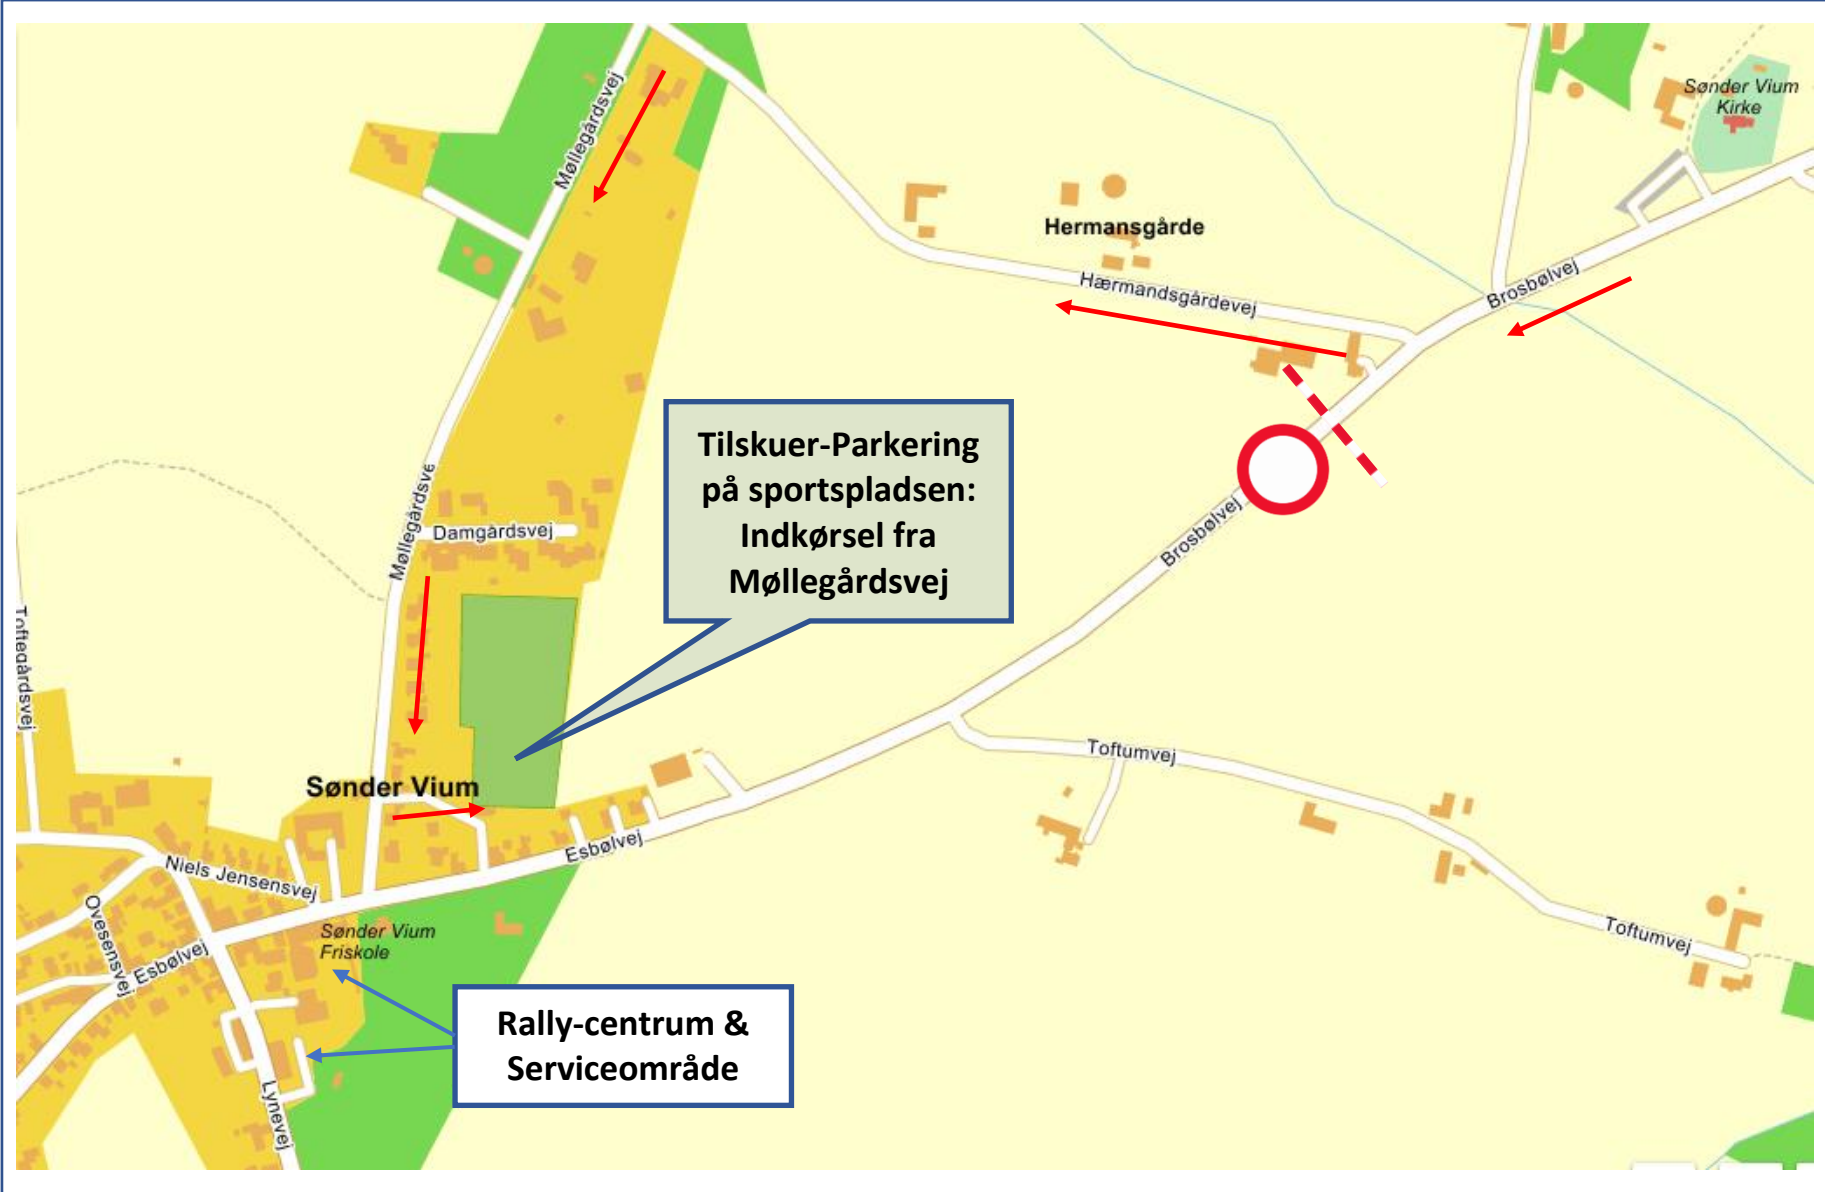 Møllegårdsvej
Sønder Vium
Kirke
Hermansgårde
Hærmandsgårdevej
Brosbølvej
Tilskuer-Parkering
på sportspladsen:
Indkørsel fra
Møllegårdsvej
Møllegårdsve
Damgårdsvej
Brosbølvej
Toftegårdsvej
Sønder Vium
Toftumvej
Esbølvej
Niels Jensensvej
Ovesensvej
Esbølvej
Sønder Vium
Friskole
Toftumvej
Rally-centrum &
Serviceområde
Lynevej